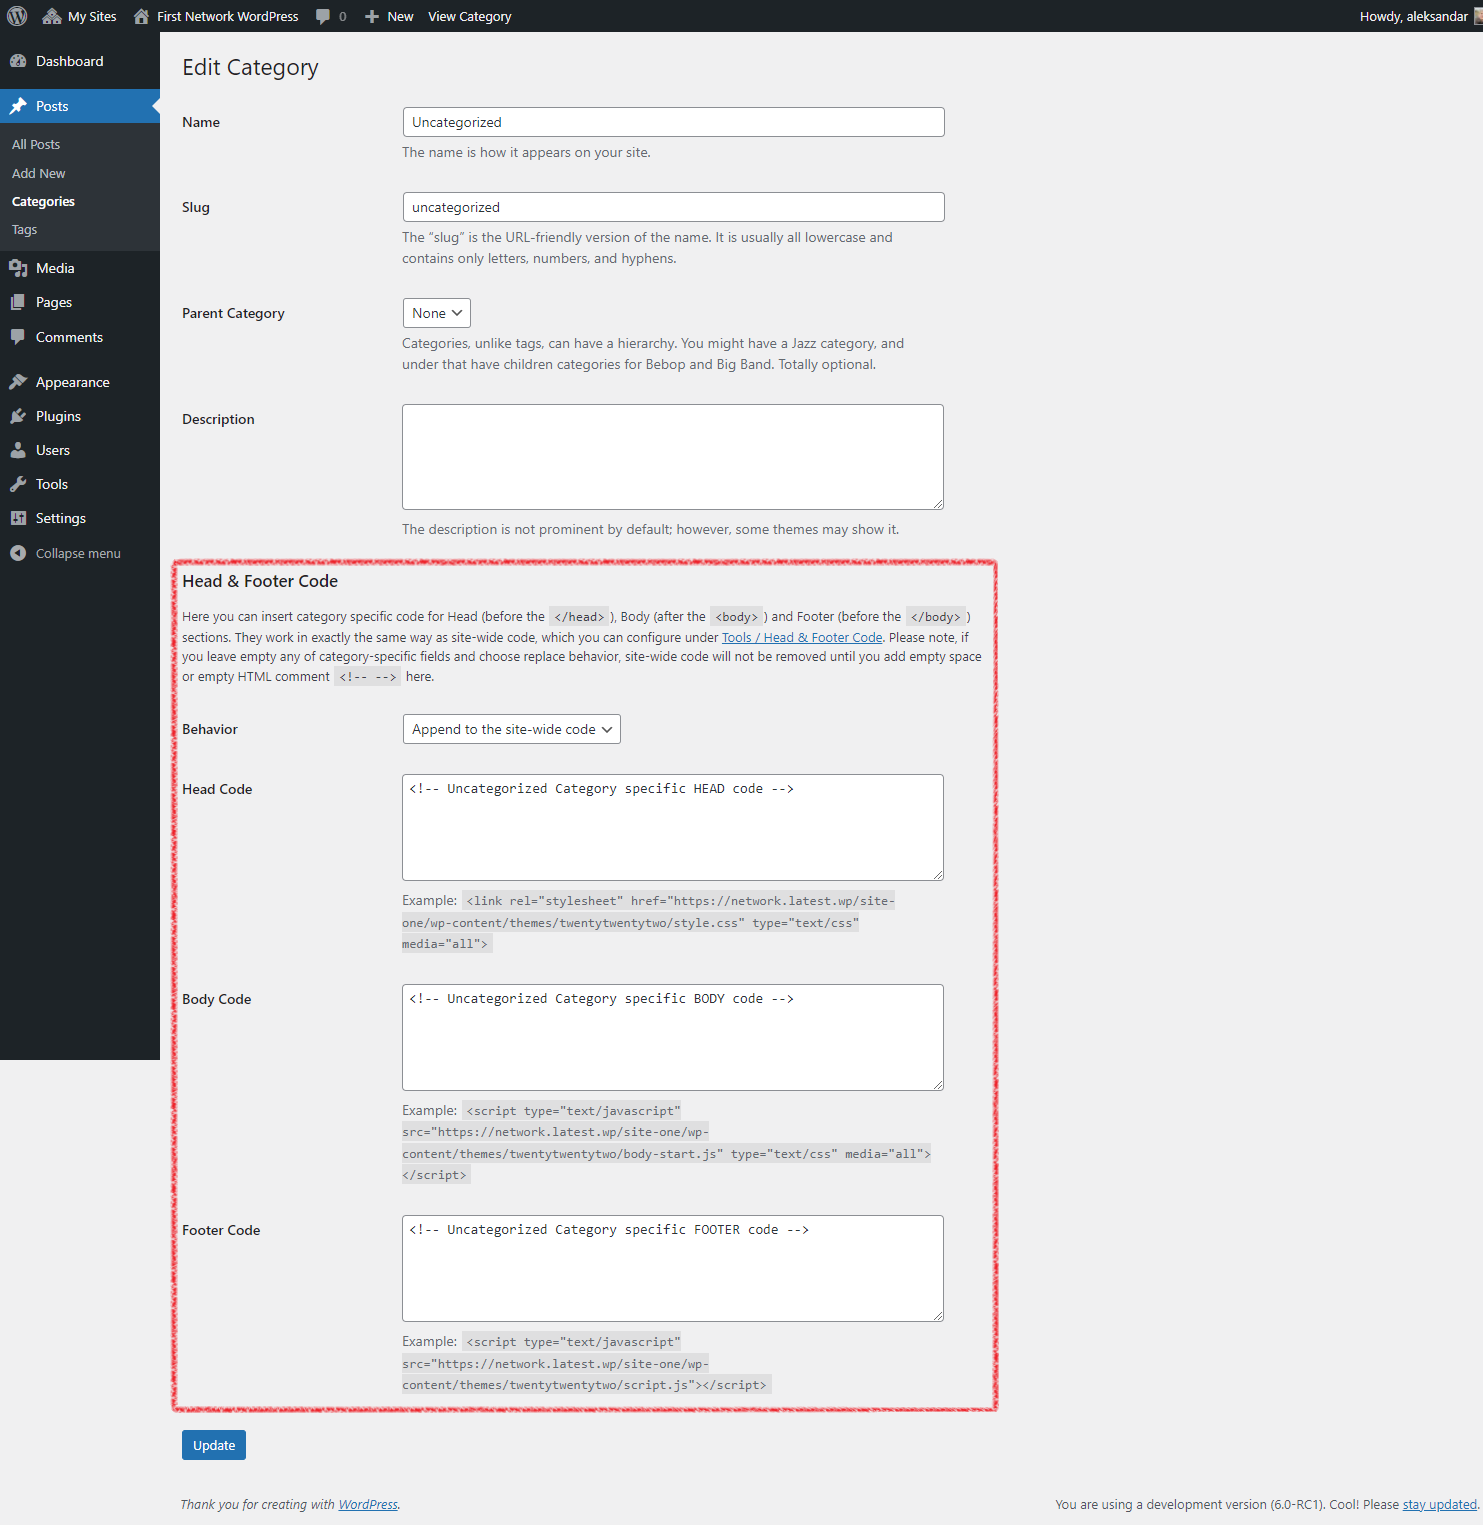 My Sites First Network WordPress 0 New View Category Howdy, aleksandar
Dashboard
Posts
All Posts
Add New
Categories
Tags
Media
Pages
Comments
Appearance
Plugins
Users
Tools
Settings
Collapse menu
Edit Category
Name
Uncategorized
The name is how it appears on your site.
Slug
uncategorized
The “slug” is the URL-friendly version of the name. It is usually all lowercase and
contains only letters, numbers, and hyphens.
Parent Category
None
Categories, unlike tags, can have a hierarchy. You might have a Jazz category, and
under that have children categories for Bebop and Big Band. Totally optional.
Description
The description is not prominent by default; however, some themes may show it.
Head & Footer Code
Here you can insert category specific code for Head (before the </head> ), Body (after the <body> ) and Footer (before the </body> )
sections. They work in exactly the same way as site-wide code, which you can configure under Tools / Head & Footer Code. Please note, if
you leave empty any of category-specific fields and choose replace behavior, site-wide code will not be removed until you add empty space
or empty HTML comment <!-- --> here.
Behavior
Append to the site-wide code
Head Code
<!-- Uncategorized Category specific HEAD code -->
Example: <link rel="stylesheet" href="https://network.latest.wp/site-
one/wp-content/themes/twentytwentytwo/style.css" type="text/css"
media="all">
Body Code
<!-- Uncategorized Category specific BODY code -->
Example: <script type="text/javascript"
src="https://network.latest.wp/site-one/wp-
content/themes/twentytwentytwo/body-start.js" type="text/css" media="all">
</script>
Footer Code
<!-- Uncategorized Category specific FOOTER code -->
Example: <script type="text/javascript"
src="https://network.latest.wp/site-one/wp-
content/themes/twentytwentytwo/script.js"></script>
Update
Thank you for creating with WordPress.
You are using a development version (6.0-RC1). Cool! Please stay updated.